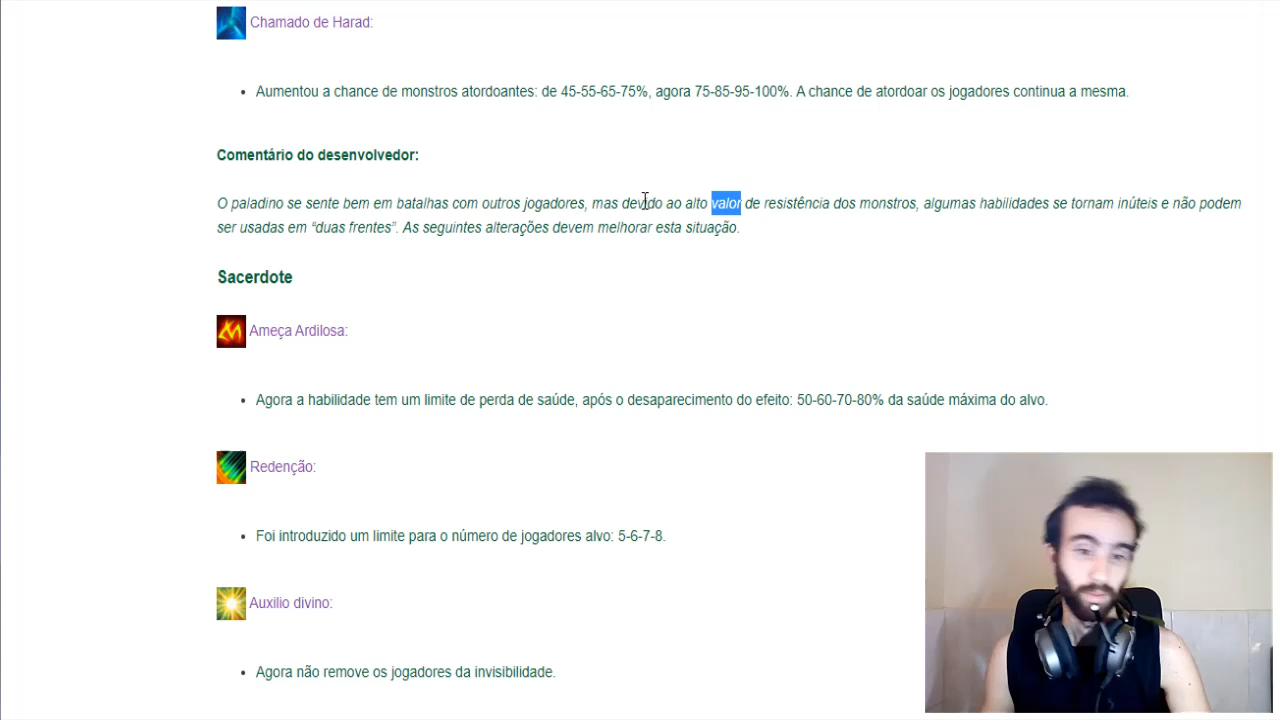 Chamado de Harad:
Aumentou a chance de monstros atordoantes: de 45-55-65-75%, agora 75-85-95-100%. A chance de atordoar os jogadores continua a mesma.
Comentário do desenvolvedor:
O paladino se sente bem em batalhas com outros jogadores, mas devido ao alto valor de resistência dos monstros, algumas habilidades se tornam inúteis e não podem
ser usadas em “duas frentes”. As seguintes alterações devem melhorar esta situação.
Sacerdote
Ameça Ardilosa:
Agora a habilidade tem um limite de perda de saúde, após o desaparecimento do efeito: 50-60-70-80% da saúde máxima do alvo.
Redenção:
Foi introduzido um limite para o número de jogadores alvo: 5-6-7-8.
Auxilio divino:
Agora não remove os jogadores da invisibilidade.